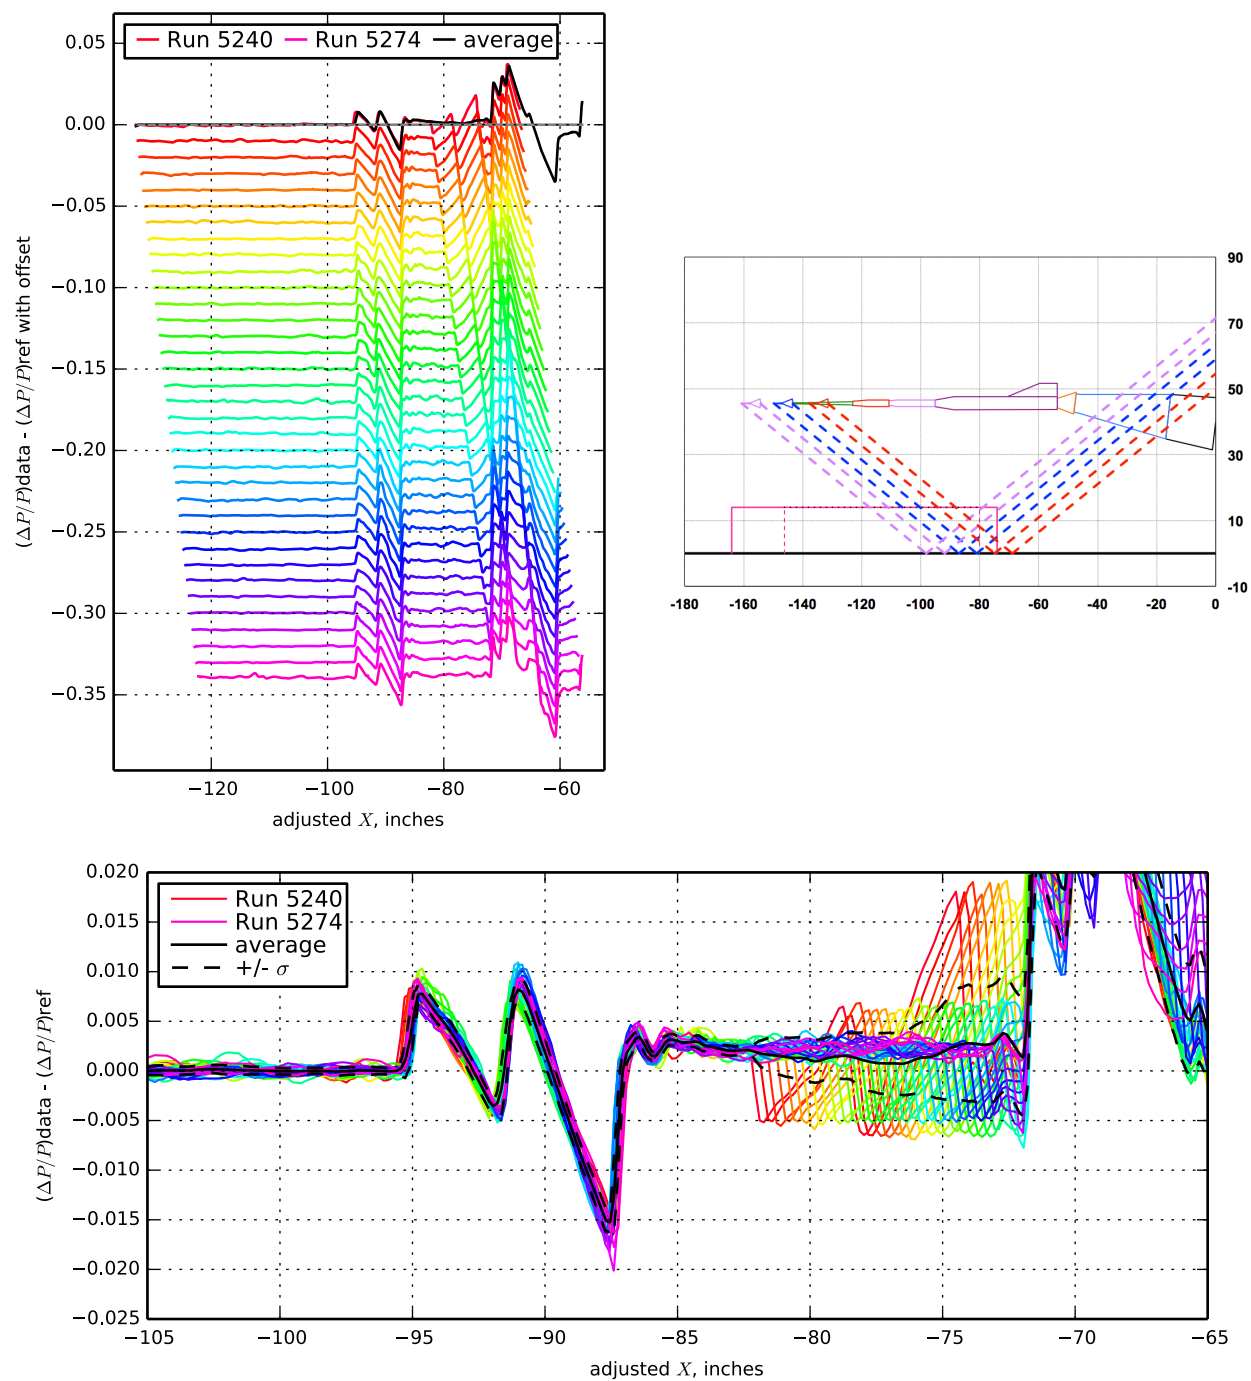 Run 5240 Run 5274 average
0.05
0.00
−0.05
−0.10
−0.15
−0.20
−0.25
−0.30
−0.35
(ΔP/P)data - (ΔP/P)ref with offset
−120 −100 −80 −60
adjusted X, inches
90
70
50
30
10
-10
-180 -160 -140 -120 -100 -80 -60 -40 -20 0
Run 5240
Run 5274
average
+/- σ
0.020
0.015
0.010
0.005
0.000
−0.005
−0.010
−0.015
−0.020
−0.025
(ΔP/P)data - (ΔP/P)ref
−105 −100 −95 −90 −85 −80 −75 −70 −65
adjusted X, inches